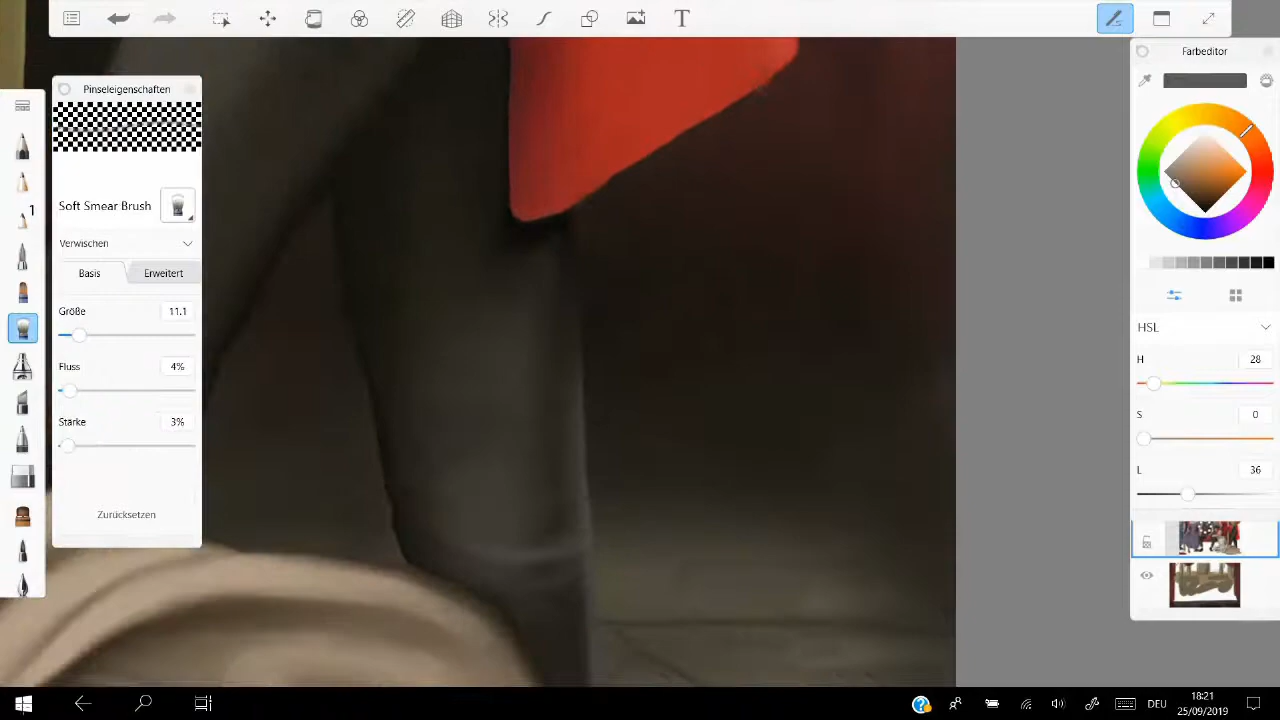 T
Farbeditor
Pinseleigenschaften
1
Soft Smear Brush
Verwischen
Basis
Erweitert
Größe
11.1
Fluss
4%
Stärke
3%
Zurücksetzen
HSL
H
28
S
0
L
36
DEU
18:21
25/09/2019